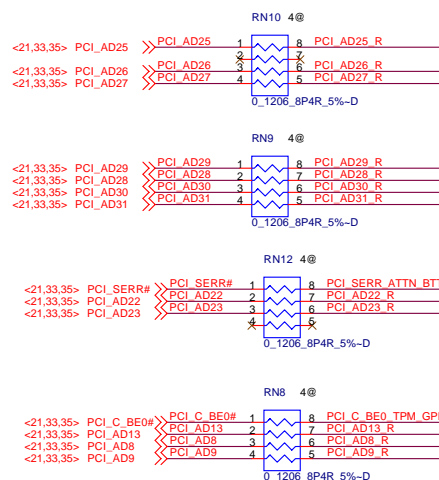 RN10 4@
<21,33,35> PCI_AD25 PCI_AD25 1 8 PCI_AD25_R
2 7
<21,33,35> PCI_AD26 PCI_AD26 3 6 PCI_AD26_R
<21,33,35> PCI_AD27 PCI_AD27 4 5 PCI_AD27_R
0_1206_8P4R_5%~D
RN9 4@
<21,33,35> PCI_AD29 PCI_AD29 1 8 PCI_AD29_R
<21,33,35> PCI_AD28 PCI_AD28 2 7 PCI_AD28_R
<21,33,35> PCI_AD30 PCI_AD30 3 6 PCI_AD30_R
<21,33,35> PCI_AD31 PCI_AD31 4 5 PCI_AD31_R
0_1206_8P4R_5%~D
RN12 4@
<21,33,35> PCI_SERR# PCI_SERR# 1 8 PCI_SERR_ATTN_BT
<21,33,35> PCI_AD22 PCI_AD22 2 7 PCI_AD22_R
<21,33,35> PCI_AD23 PCI_AD23 3 6 PCI_AD23_R
4 5
0_1206_8P4R_5%~D
RN8 4@
<21,33,35> PCI_C_BE0# PCI_C_BE0# 1 8 PCI_C_BE0_TPM_GP
<21,33,35> PCI_AD13 PCI_AD13 2 7 PCI_AD13_R
<21,33,35> PCI_AD8 PCI_AD8 3 6 PCI_AD8_R
<21,33,35> PCI_AD9 PCI_AD9 4 5 PCI_AD9_R
0_1206_8P4R_5%~D